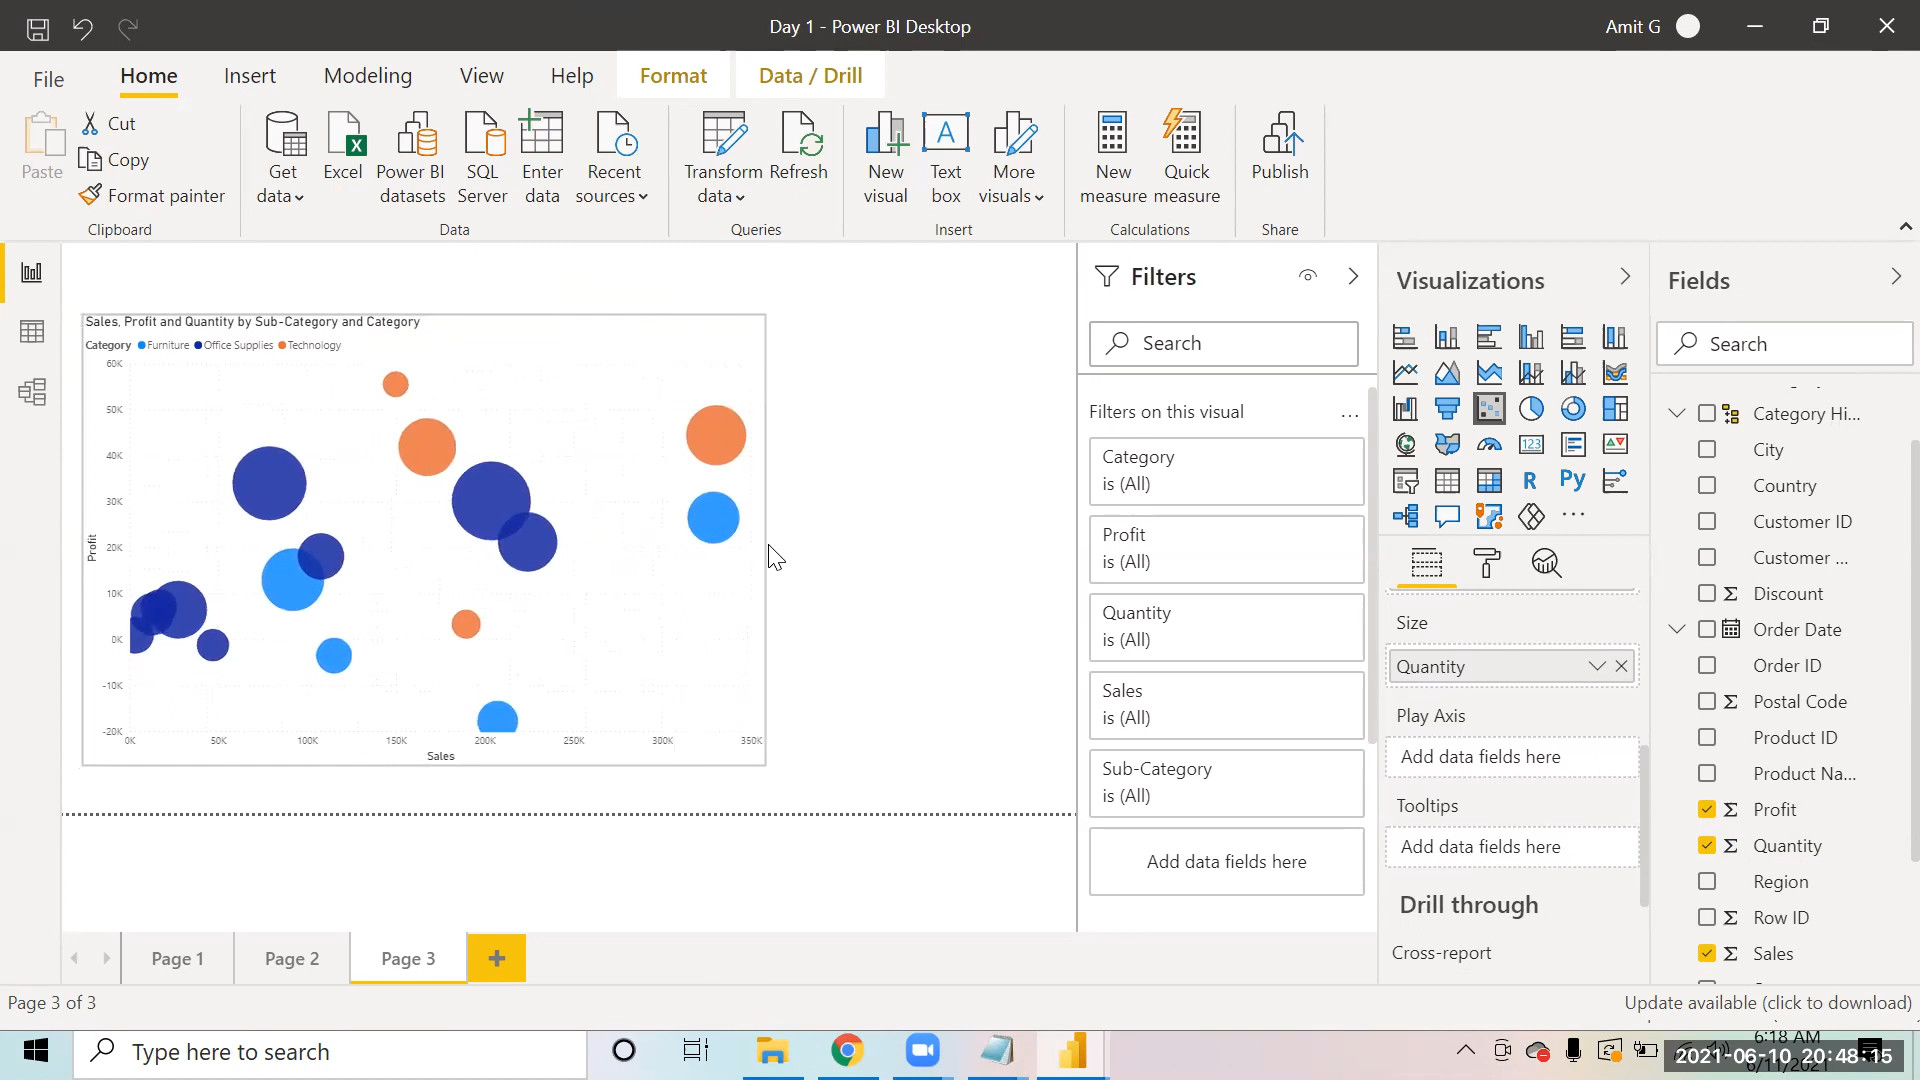 Day 1 - Power BI Desktop
Amit G
File
Home
Insert
Modeling
View
Help
Format
Data / Drill
Paste
Cut
Copy
Format painter
Clipboard
Get data
Excel
Power BI datasets
SQL Server
Enter data
Recent sources
Data
Transform data
Refresh
Queries
New visual
Text box
More visuals
Insert
New measure
Quick measure
Calculations
Publish
Share
Sales, Profit and Quantity by Sub-Category and Category
Category Furniture Office Supplies Technology
60K
50K
40K
30K
20K
10K
0K
-10K
-20K
Profit
0K 50K 100K 150K 200K 250K 300K 350K
Sales
Filters
Search
Filters on this visual
...
Category
is (All)
Profit
is (All)
Quantity
is (All)
Sales
is (All)
Sub-Category
is (All)
Add data fields here
Visualizations
123
R
Py
...
Size
Quantity
Play Axis
Add data fields here
Tooltips
Add data fields here
Drill through
Cross-report
Fields
Search
Category Hi...
City
Country
Customer ID
Customer ...
Σ Discount
Order Date
Order ID
Σ Postal Code
Product ID
Product Na...
Σ Profit
Σ Quantity
Region
Σ Row ID
Σ Sales
Page 1
Page 2
Page 3
+
Page 3 of 3
Update available (click to download)
Type here to search
6:18 AM
2021-06-10 20:48:15